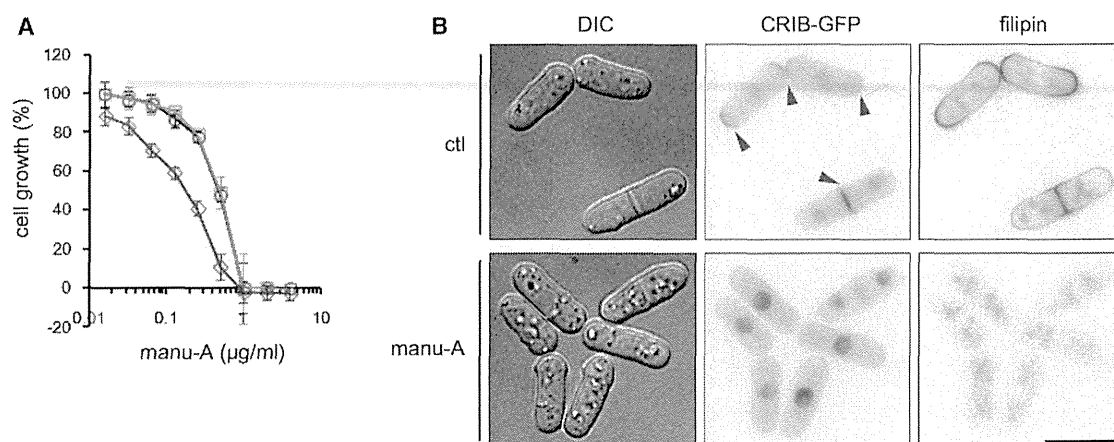 A
120
100
80
60
40
20
0
-20
cell growth (%)
0.01
0.1
1
10
manu-A (μg/ml)
B
DIC
CRIB-GFP
filipin
ctl
manu-A